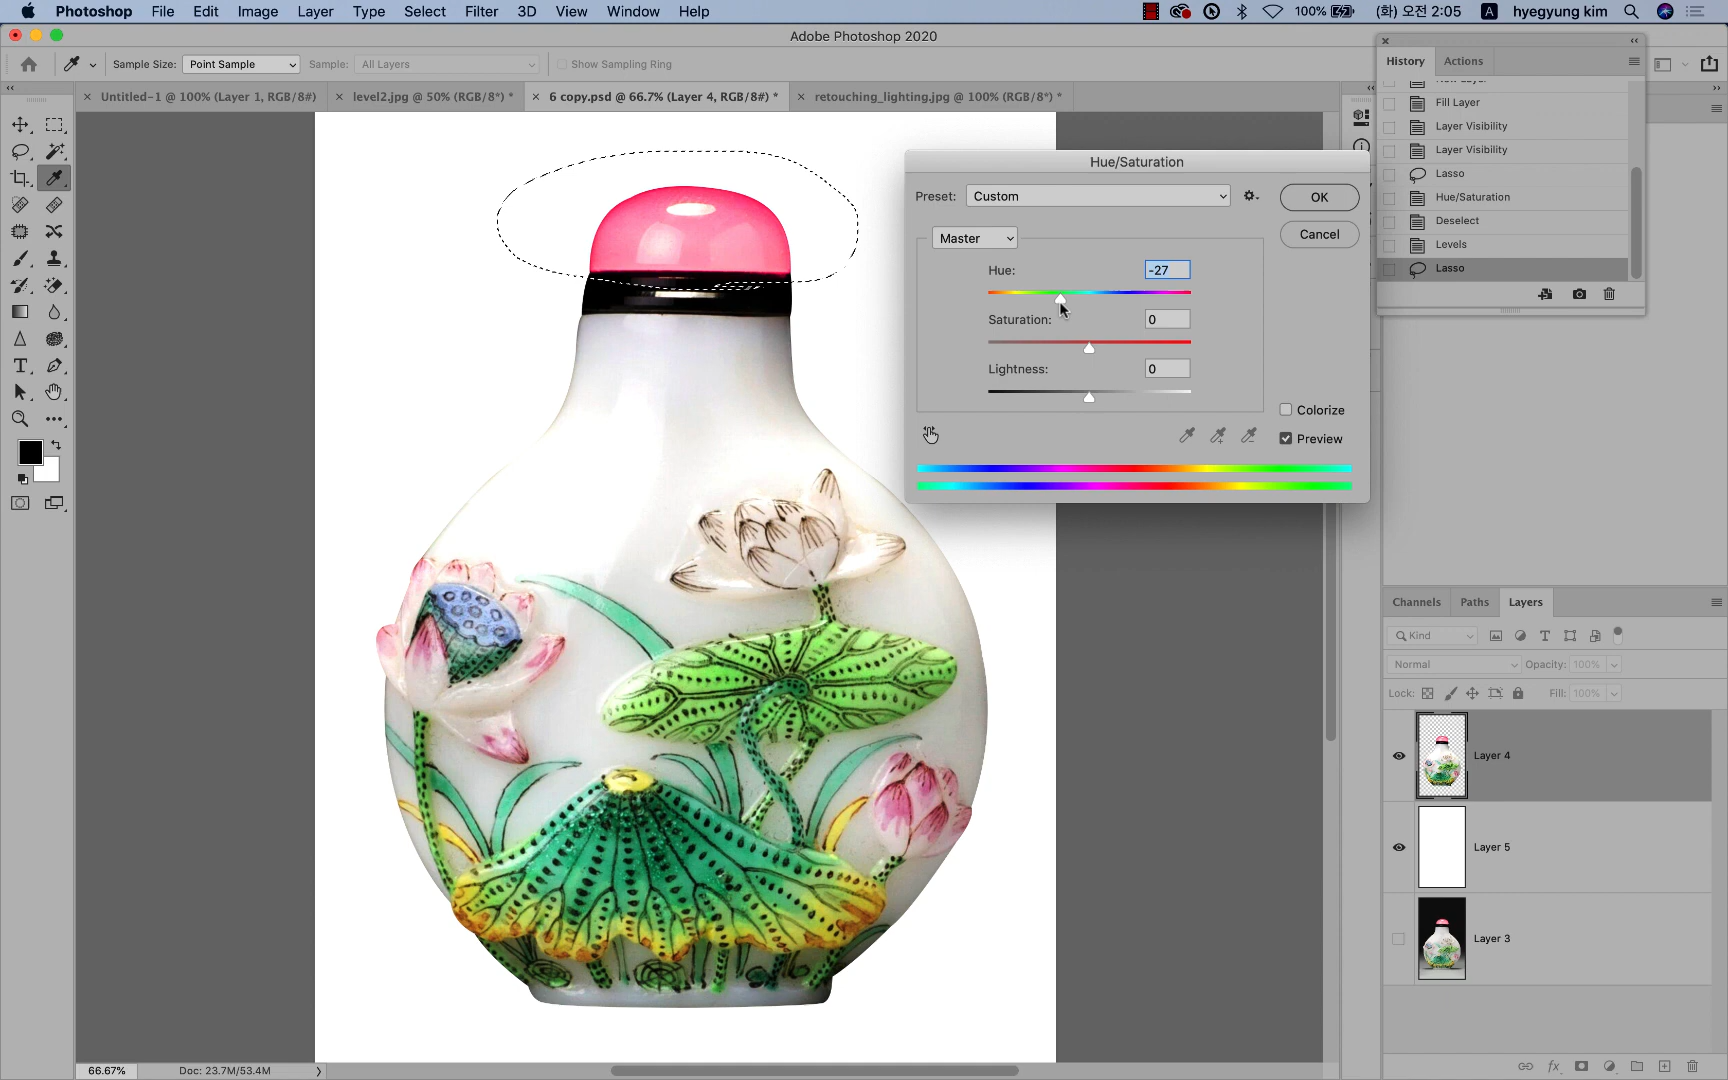 Photoshop File Edit Image Layer Type Select Filter 3D View Window Help 100% (화) 오전 2:05 A hyegyung kim
Adobe Photoshop 2020
Sample Size: Point Sample Sample: All Layers Show Sampling Ring
Untitled-1 @ 100% (Layer 1, RGB/8#) level2.jpg @ 50% (RGB/8*) * 6 copy.psd @ 66.7% (Layer 4, RGB/8#) * retouching_lighting.jpg @ 100% (RGB/8*) *
History Actions
Fill Layer
Layer Visibility
Layer Visibility
Lasso
Hue/Saturation
Deselect
Levels
Lasso
Hue/Saturation
Preset: Custom OK
Cancel
Master
Hue: -27
Saturation: 0
Lightness: 0
Colorize
Preview
Channels Paths Layers
Kind
Normal Opacity: 100%
Lock: Fill: 100%
Layer 4
Layer 5
Layer 3
66.67% Doc: 23.7M/53.4M